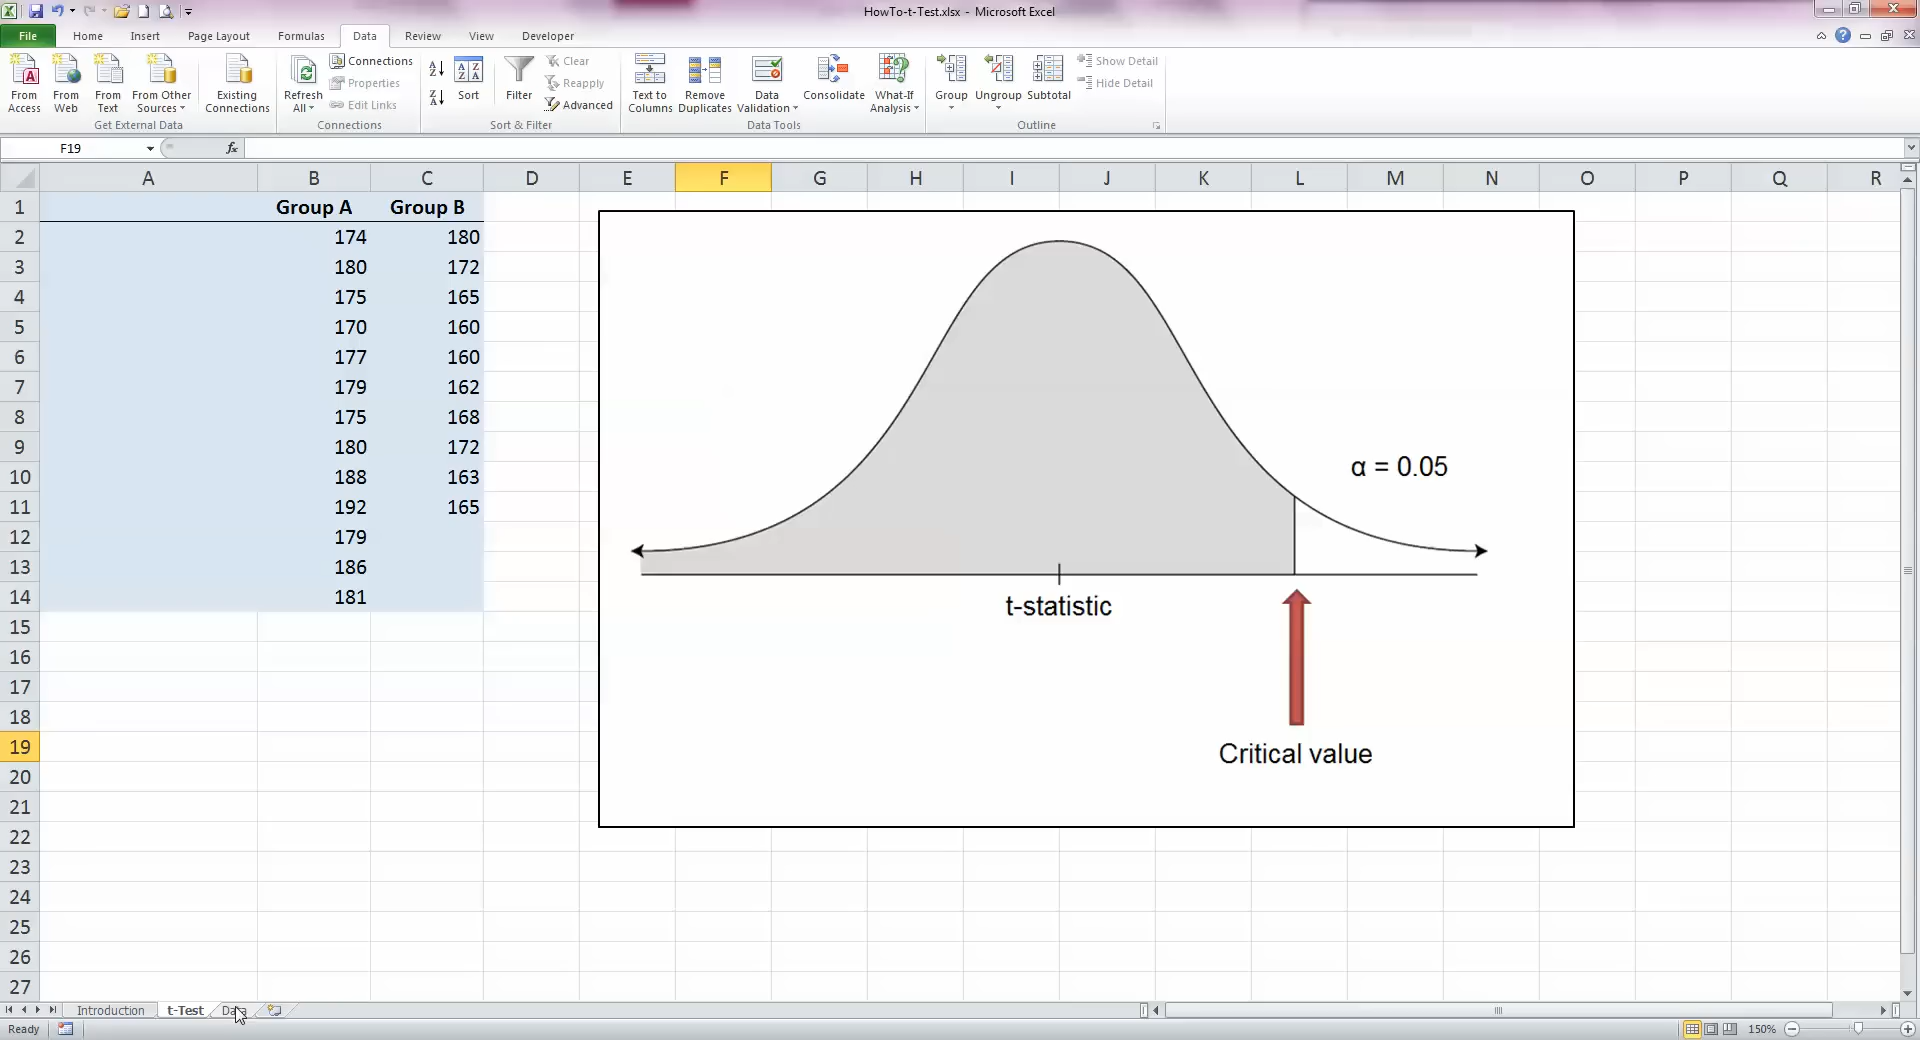 HowTo-t-Test.xlsx - Microsoft Excel
File Home Insert Page Layout Formulas Data Review View Developer
From Access
From Web
From Text
From Other Sources
Existing Connections
Get External Data
Refresh All
Connections
Properties
Edit Links
Connections
Sort
Filter
Clear
Reapply
Advanced
Sort & Filter
Text to Columns
Remove Duplicates
Data Validation
Consolidate
What-If Analysis
Data Tools
Group
Ungroup
Subtotal
Show Detail
Hide Detail
Outline
F19 fx
A B C D E F G H I J K L M N O P Q R
1 Group A Group B
2 174 180
3 180 172
4 175 165
5 170 160
6 177 160
7 179 162
8 175 168
9 180 172
10 188 163
11 192 165
12 179
13 186
14 181
15
16
17
18
19
20
21
22
23
24
25
26
27
α = 0.05
t-statistic
Critical value
Introduction t-Test
Ready 150%